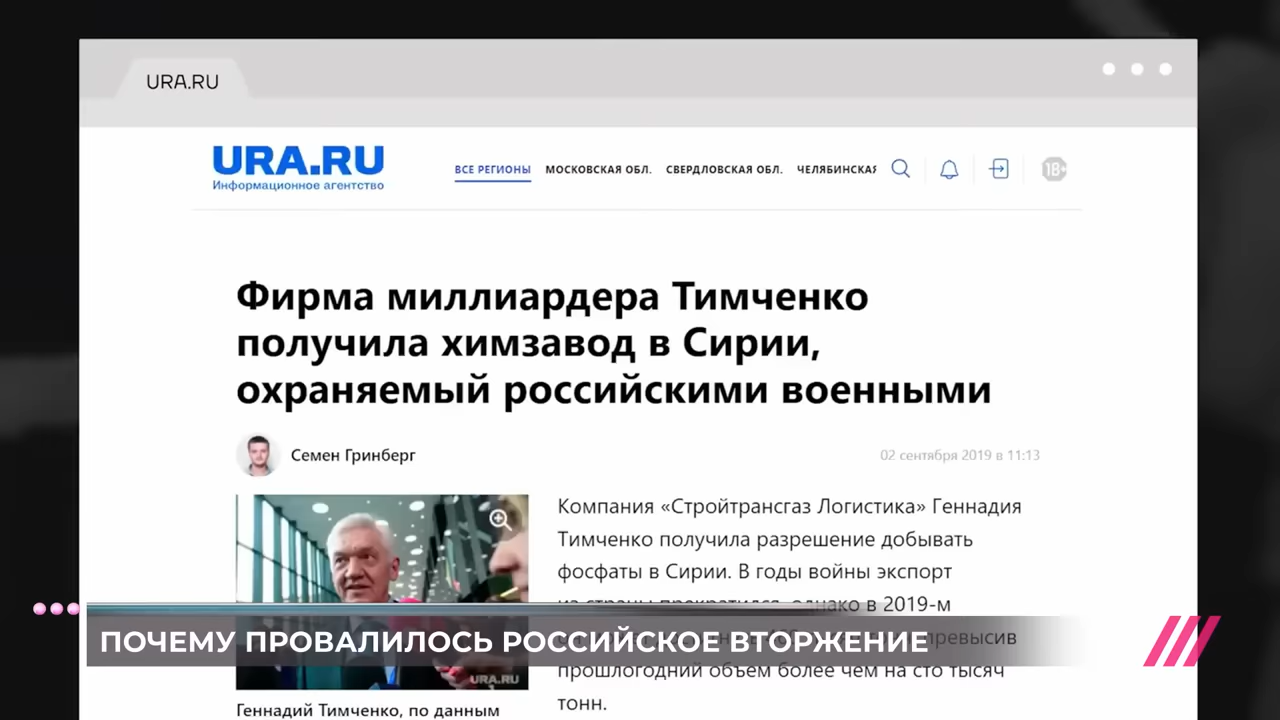 URA.RU
URA.RU
Информационное агентство
ВСЕ РЕГИОНЫ МОСКОВСКАЯ ОБЛ. СВЕРДЛОВСКАЯ ОБЛ. ЧЕЛЯБИНСКАЯ
18+
Фирма миллиардера Тимченко
получила химзавод в Сирии,
охраняемый российскими военными
Семен Гринберг
02 сентября 2019 в 11:13
Компания «Стройтрансгаз Логистика» Геннадия
Тимченко получила разрешение добывать
фосфаты в Сирии. В годы войны экспорт
из страны прекратился, однако в 2019-м
превысив
прошлогодний объем более чем на сто тысяч
тонн.
URA.RU
Геннадий Тимченко, по данным
ПОЧЕМУ ПРОВАЛИЛОСЬ РОССИЙСКОЕ ВТОРЖЕНИЕ